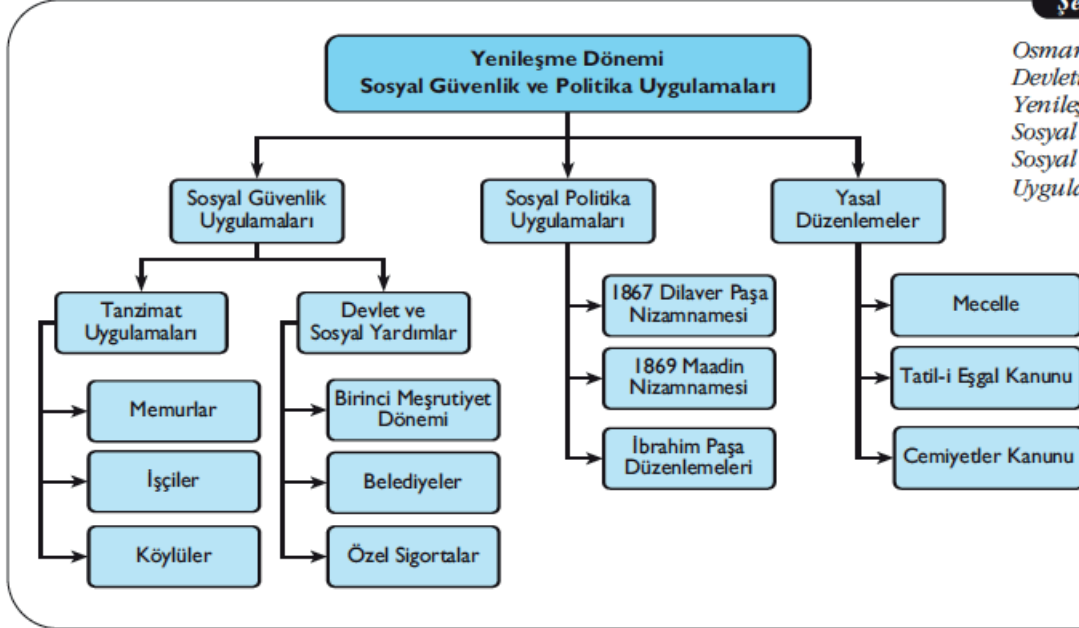 Yenileşme Dönemi
Sosyal Güvenlik ve Politika Uygulamaları
Sosyal Güvenlik
Uygulamaları
Tanzimat
Uygulamaları
Memurlar
İşçiler
Köylüler
Devlet ve
Sosyal Yardımlar
Birinci Meşrutiyet
Dönemi
Belediyeler
Özel Sigortalar
Sosyal Politika
Uygulamaları
1867 Dilaver Paşa
Nizamnamesi
1869 Maadin
Nizamnamesi
İbrahim Paşa
Düzenlemeleri
Yasal
Düzenlemeler
Mecelle
Tatil-i Eşgal Kanunu
Cemiyetler Kanunu
Sosyal
Sosyal